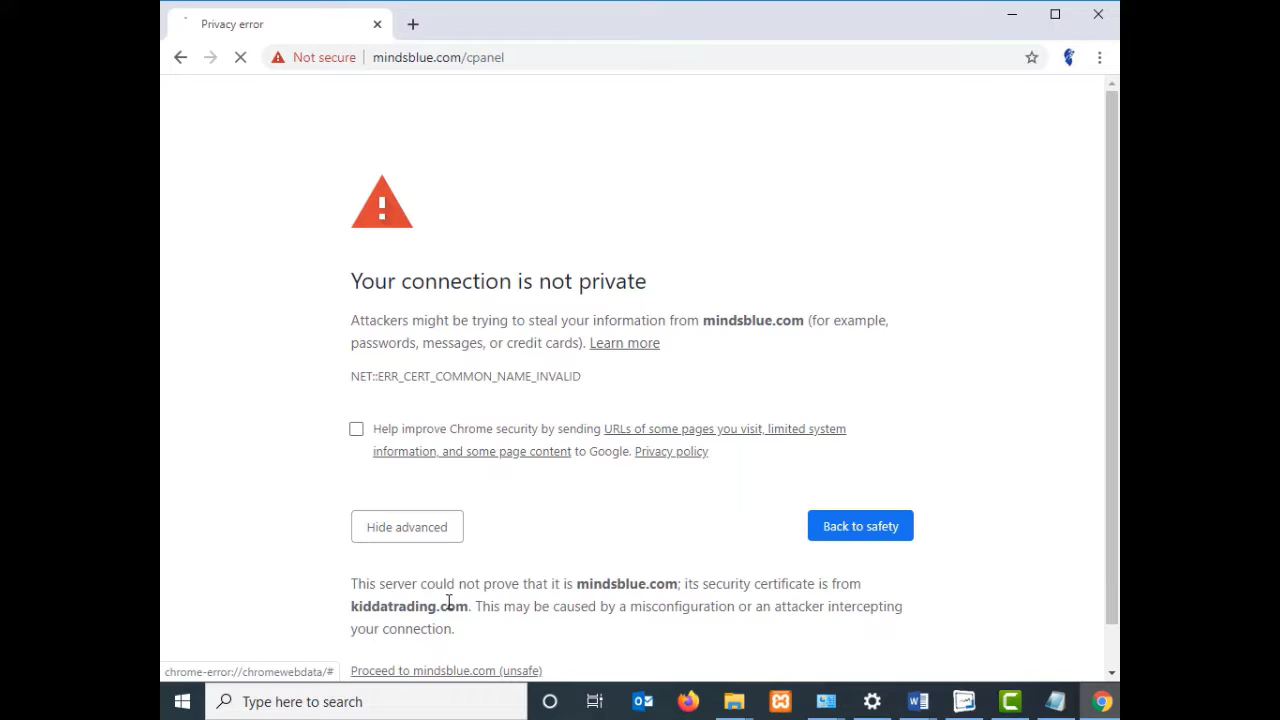 Privacy error
Not secure
mindsblue.com/cpanel
Your connection is not private
Attackers might be trying to steal your information from mindsblue.com (for example,
passwords, messages, or credit cards). Learn more
NET::ERR_CERT_COMMON_NAME_INVALID
Help improve Chrome security by sending URLs of some pages you visit, limited system
information, and some page content to Google. Privacy policy
Hide advanced
Back to safety
This server could not prove that it is mindsblue.com; its security certificate is from
kiddatrading.com. This may be caused by a misconfiguration or an attacker intercepting
your connection.
Proceed to mindsblue.com (unsafe)
chrome-error://chromewebdata/#
Type here to search